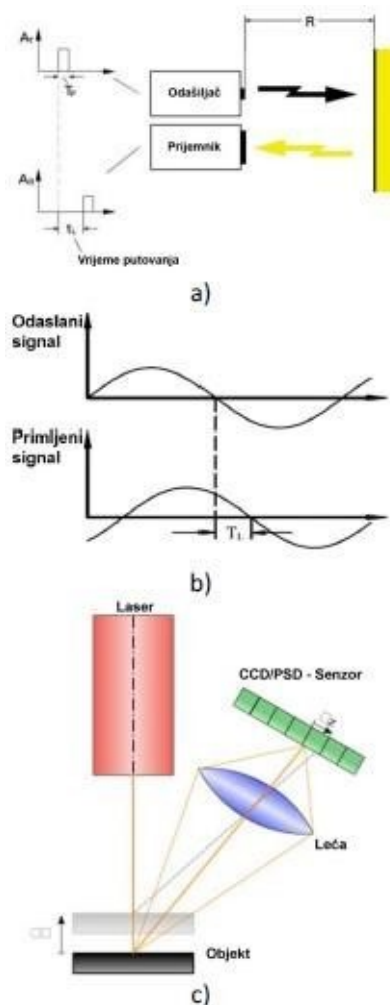 R
Odašiljač
Prijemnik
Vrijeme putovanja
a)
Odaslani
signal
Primljeni
signal
b)
Laser
CCD/PSD - Senzor
Leća
Objekt
c)